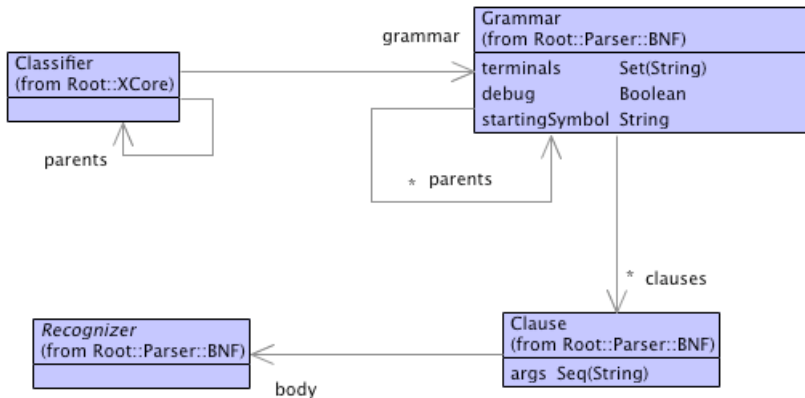 Grammar
(from Root::Parser::BNF)
terminals Set(String)
debug Boolean
startingSymbol String
grammar
Classifier
(from Root::XCore)
parents
* parents
* clauses
Recognizer
(from Root::Parser::BNF)
Clause
(from Root::Parser::BNF)
args Seq(String)
body